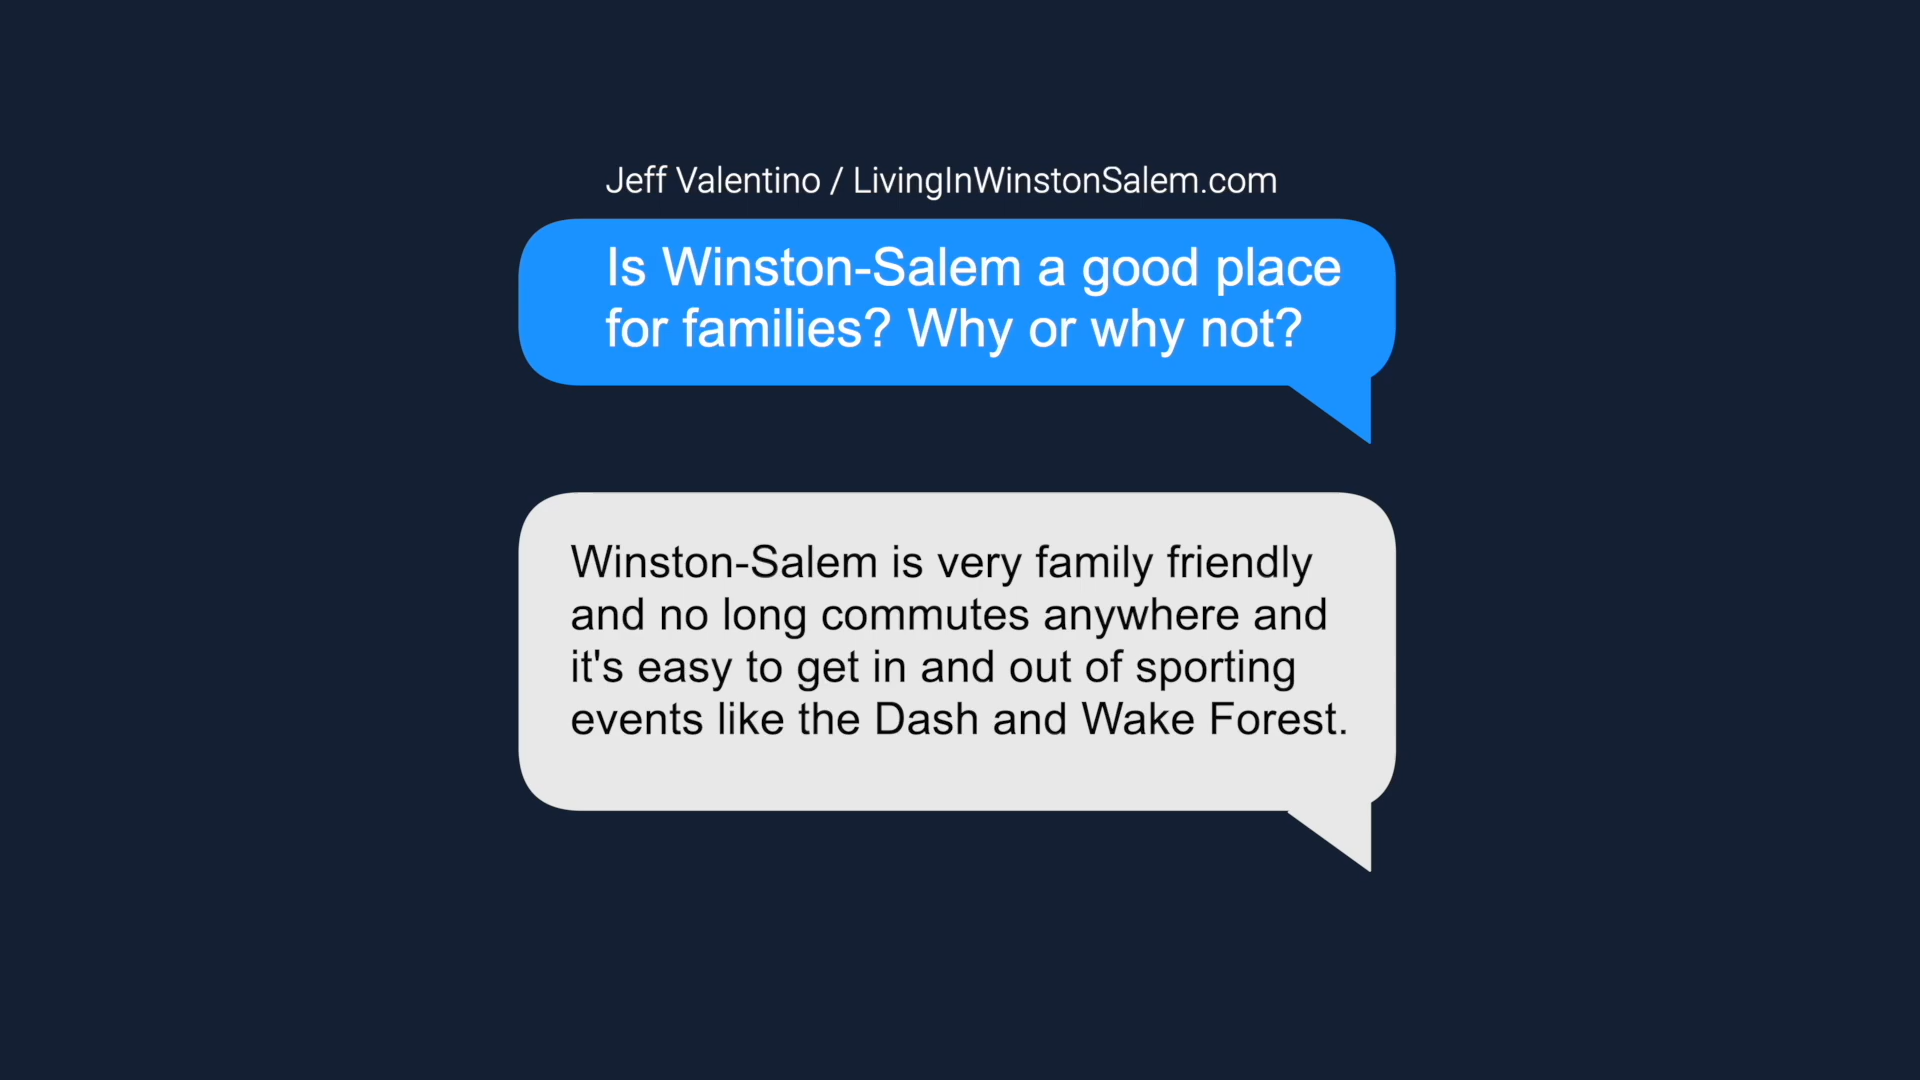 Jeff Valentino / LivingInWinstonSalem.com
Is Winston-Salem a good place
for families? Why or why not?
Winston-Salem is very family friendly
and no long commutes anywhere and
it's easy to get in and out of sporting
events like the Dash and Wake Forest.